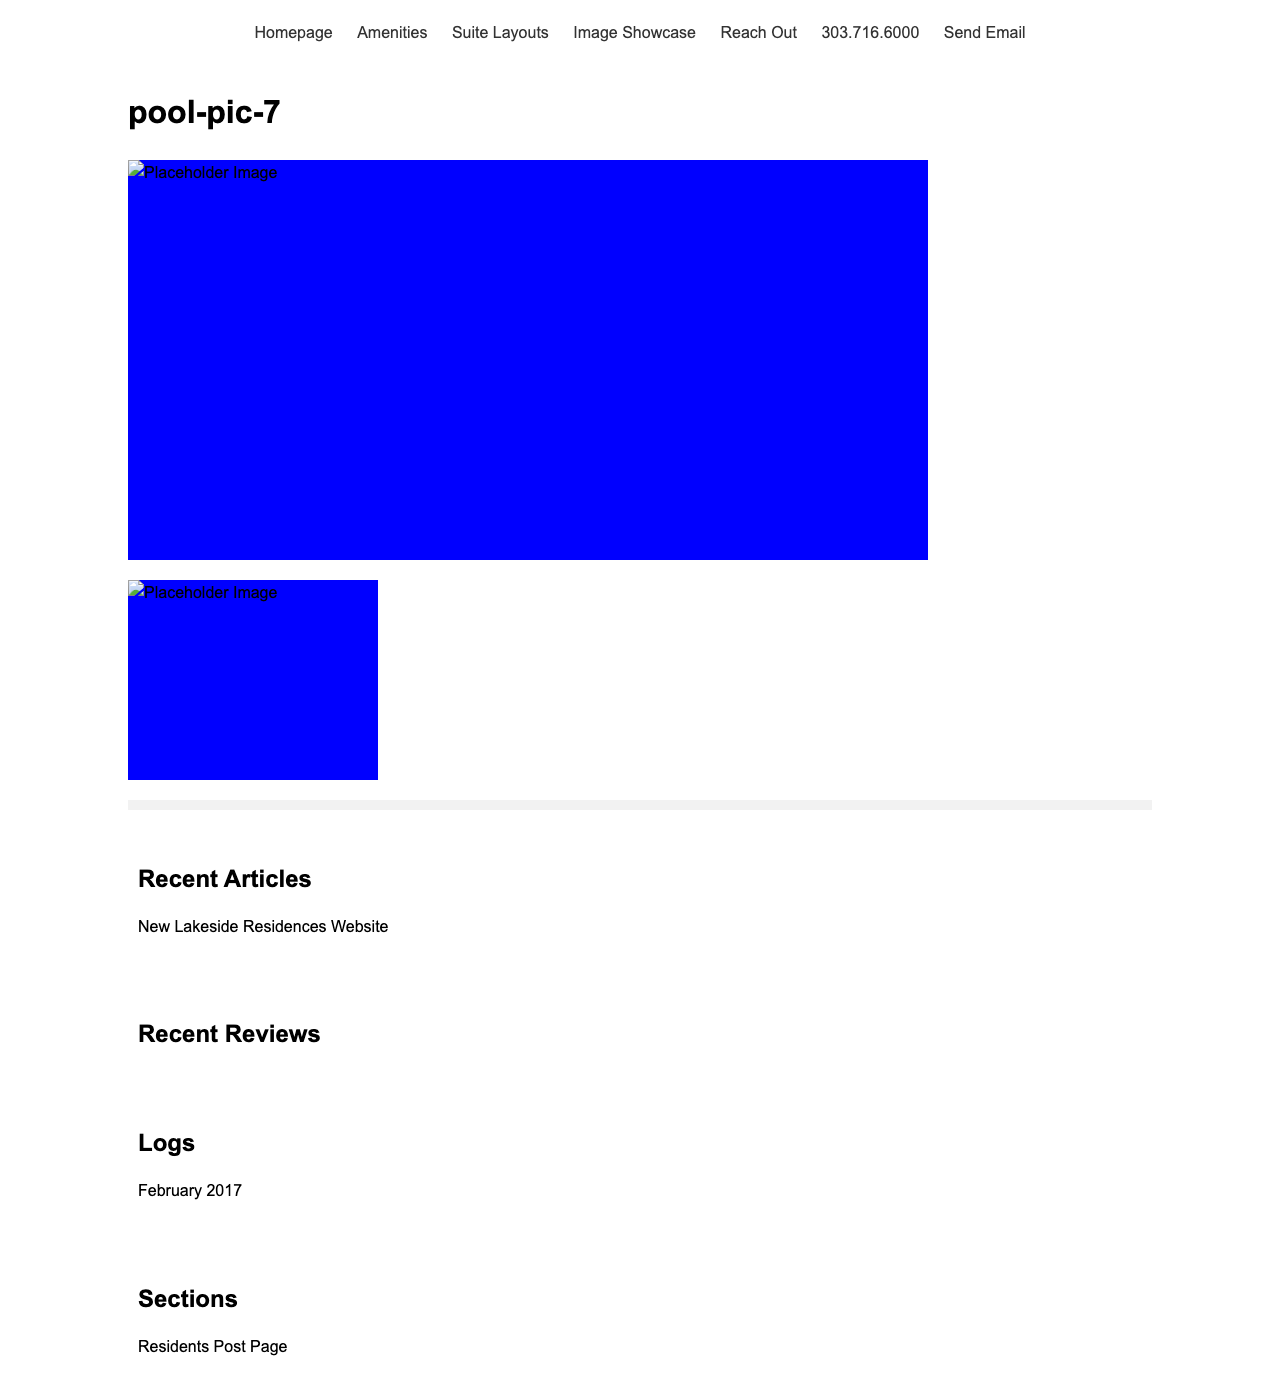 Homepage Amenities Suite Layouts Image Showcase Reach Out 303.716.6000 Send Email
pool-pic-7
Placeholder Image
Placeholder Image
Recent Articles
New Lakeside Residences Website
Recent Reviews
Logs
February 2017
Sections
Residents Post Page